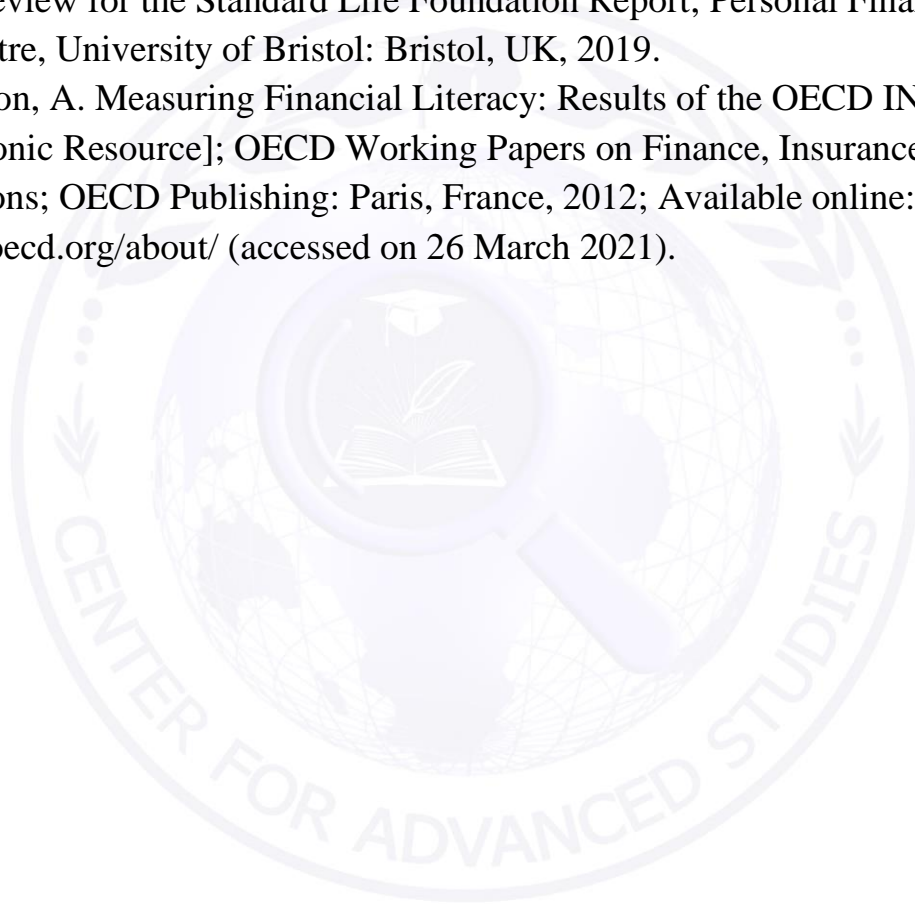 eview for the Standard Life Foundation Report; Personal Fina
tre, University of Bristol: Bristol, UK, 2019.
on, A. Measuring Financial Literacy: Results of the OECD IN
onic Resource]; OECD Working Papers on Finance, Insurance
ons; OECD Publishing: Paris, France, 2012; Available online:
oecd.org/about/ (accessed on 26 March 2021).
CENTER FOR ADVANCED STUDIES